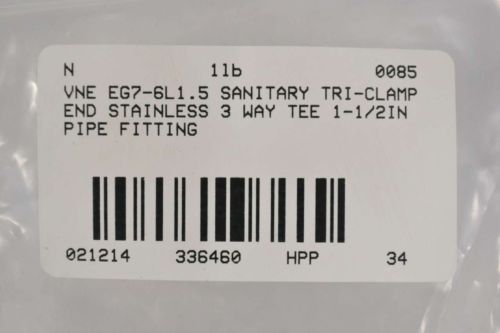 N 1lb 0085
VNE EG7-6L1.5 SANITARY TRI-CLAMP
END STAINLESS 3 WAY TEE 1-1/2IN
PIPE FITTING
021214 336460 HPP 34